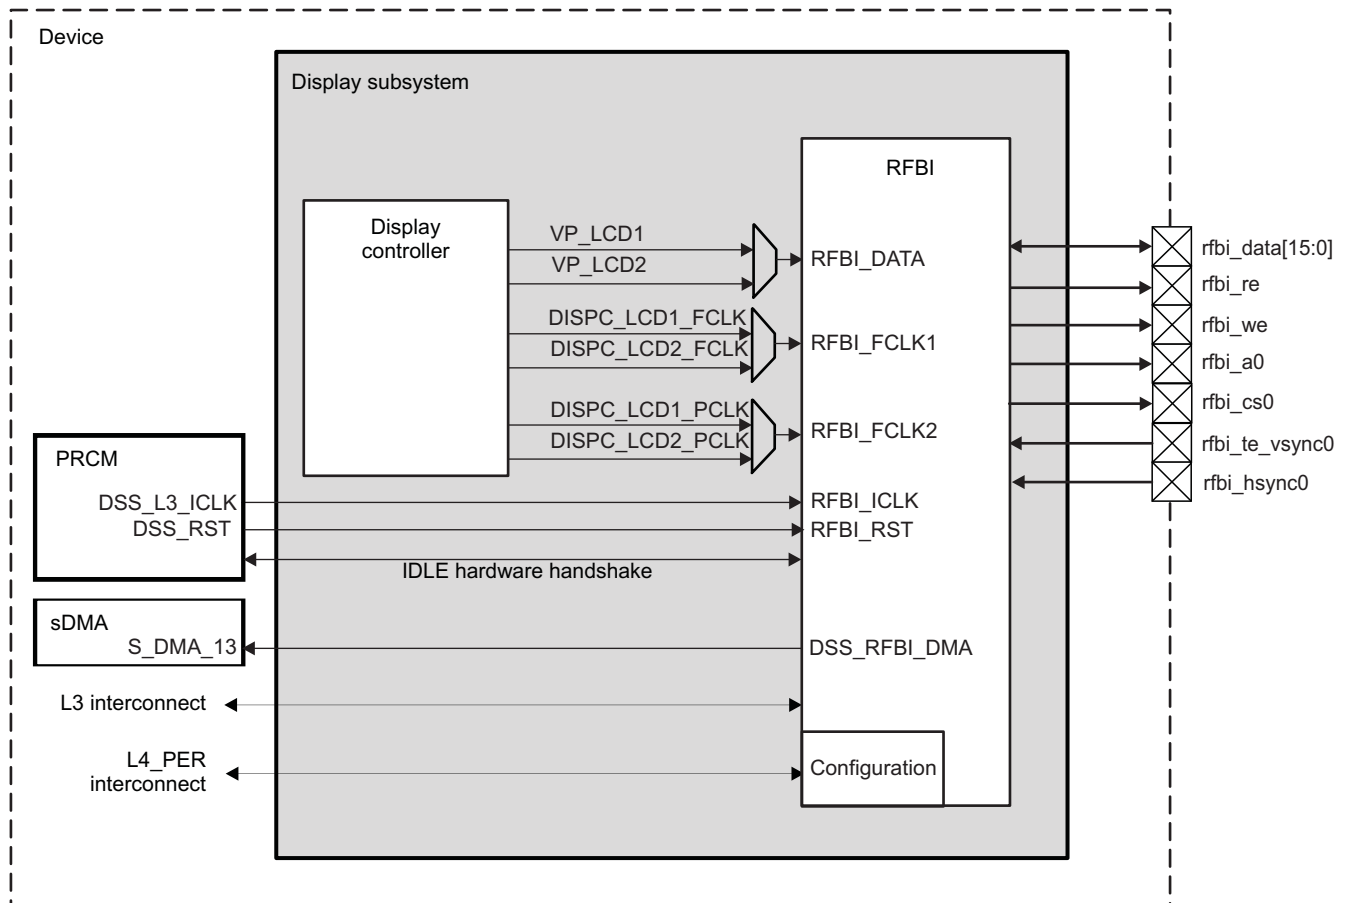 Device
Display subsystem
RFBI
Display
controller
VP_LCD1
VP_LCD2
RFBI_DATA
DISPC_LCD1_FCLK
DISPC_LCD2_FCLK
RFBI_FCLK1
DISPC_LCD1_PCLK
DISPC_LCD2_PCLK
RFBI_FCLK2
rfbi_data[15:0]
rfbi_re
rfbi_we
rfbi_a0
rfbi_cs0
rfbi_te_vsync0
rfbi_hsync0
PRCM
DSS_L3_ICLK
RFBI_ICLK
DSS_RST
RFBI_RST
IDLE hardware handshake
sDMA
S_DMA_13
DSS_RFBI_DMA
L3 interconnect
L4_PER
interconnect
Configuration